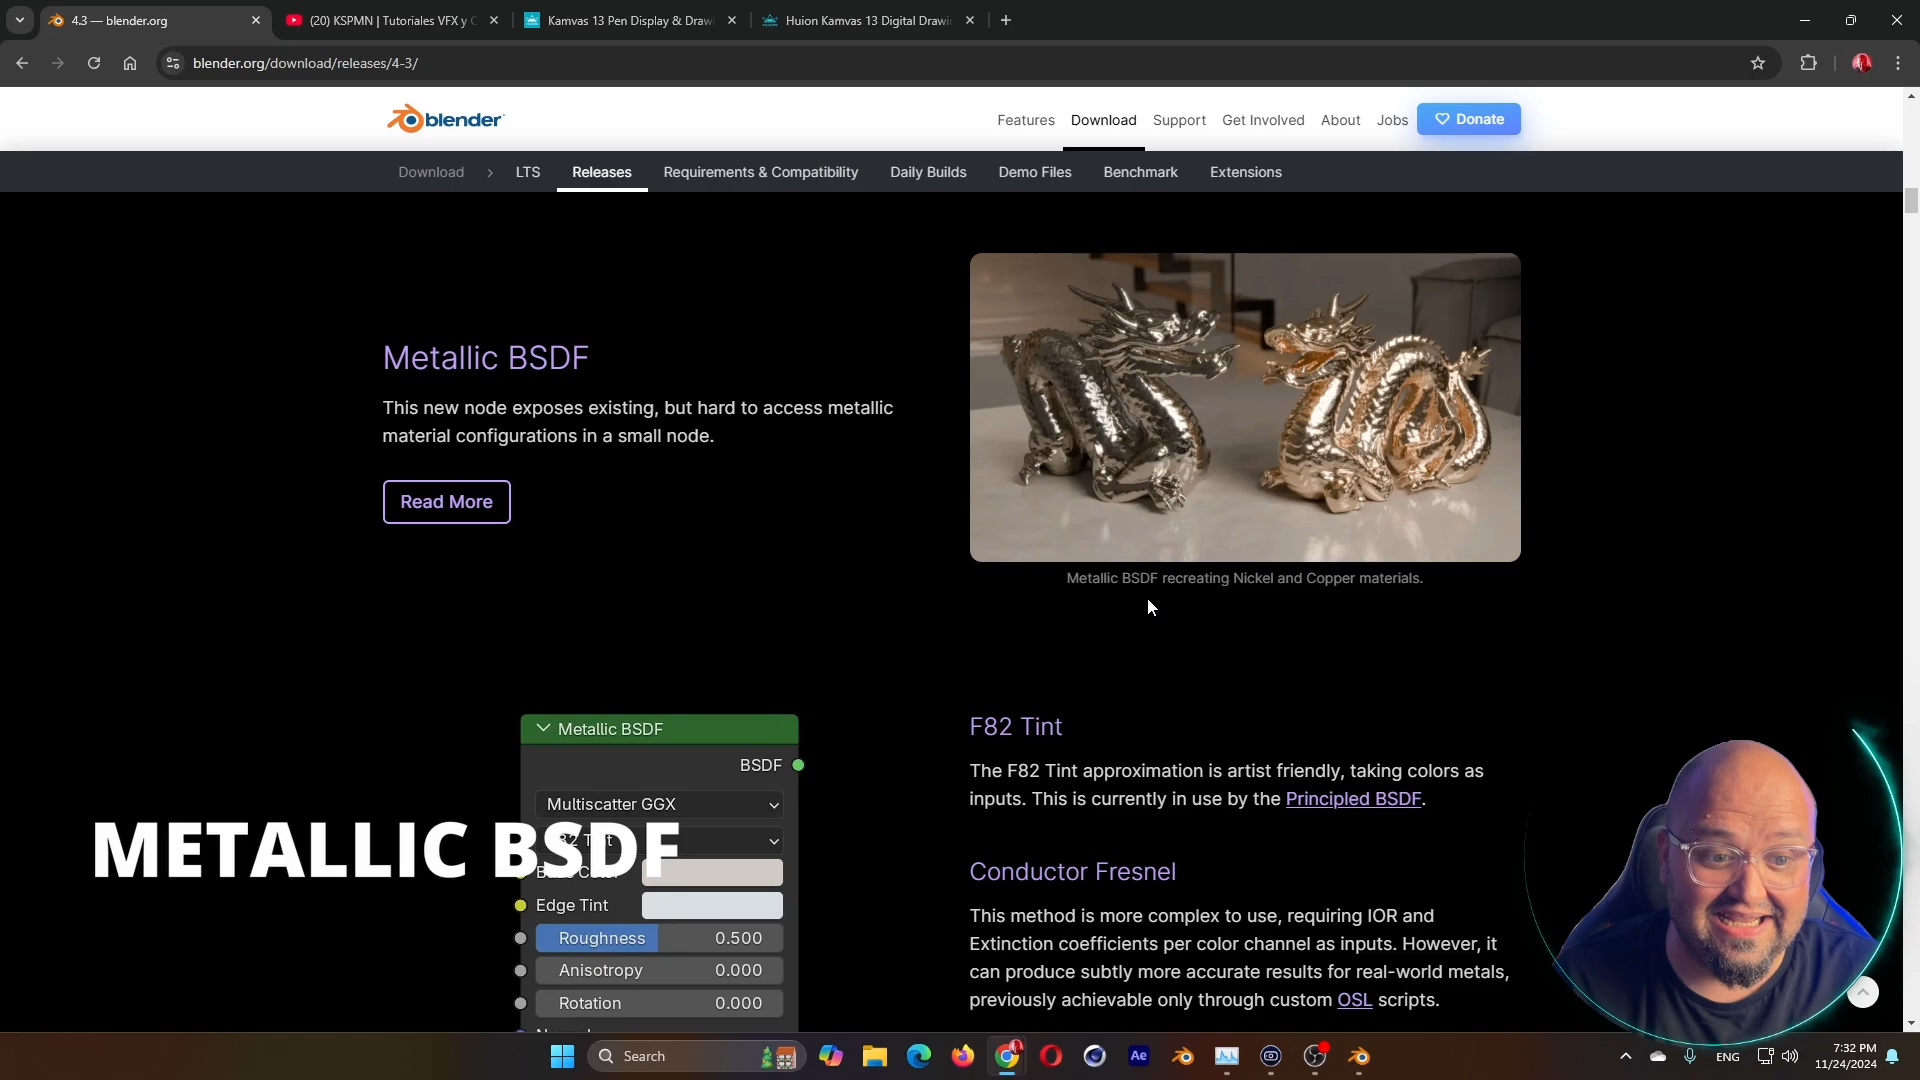 4.3 — blender.org
(20) KSPMN | Tutoriales VFX y C
Kamvas 13 Pen Display & Drawi
Huion Kamvas 13 Digital Drawi
blender.org/download/releases/4-3/
blender
Features
Download
Support
Get Involved
About
Jobs
Donate
Download
LTS
Releases
Requirements & Compatibility
Daily Builds
Demo Files
Benchmark
Extensions
Metallic BSDF
This new node exposes existing, but hard to access metallic
material configurations in a small node.
Read More
Metallic BSDF recreating Nickel and Copper materials.
Metallic BSDF
BSDF
Multiscatter GGX
METALLIC BSDF
Edge Tint
Roughness 0.500
Anisotropy 0.000
Rotation 0.000
F82 Tint
The F82 Tint approximation is artist friendly, taking colors as
inputs. This is currently in use by the Principled BSDF.
Conductor Fresnel
This method is more complex to use, requiring IOR and
Extinction coefficients per color channel as inputs. However, it
can produce subtly more accurate results for real-world metals,
previously achievable only through custom OSL scripts.
Search
Ae
ENG
7:32 PM
11/24/2024